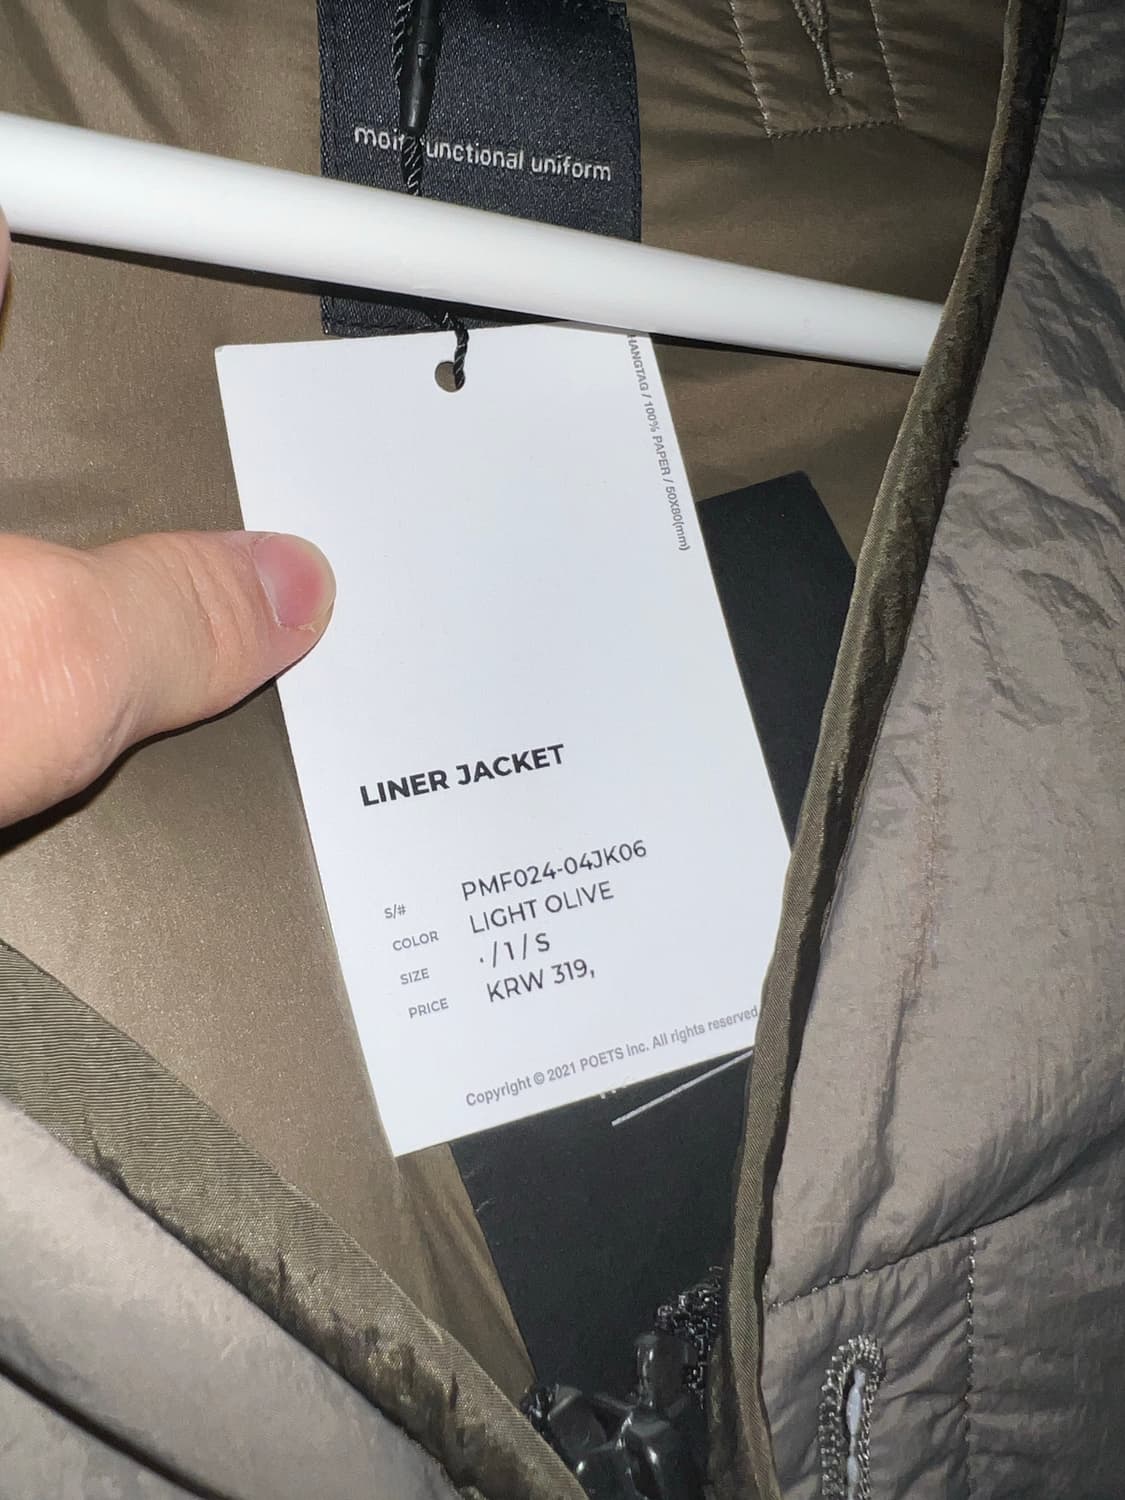 functional uniform
HANGTAG / 100% PAPER / 50X80(mm)
LINER JACKET
S/# PMF024-04JK06
COLOR LIGHT OLIVE
SIZE . / 1 / S
PRICE KRW 319,
Copyright © 2021 POETS Inc. All rights reserved.